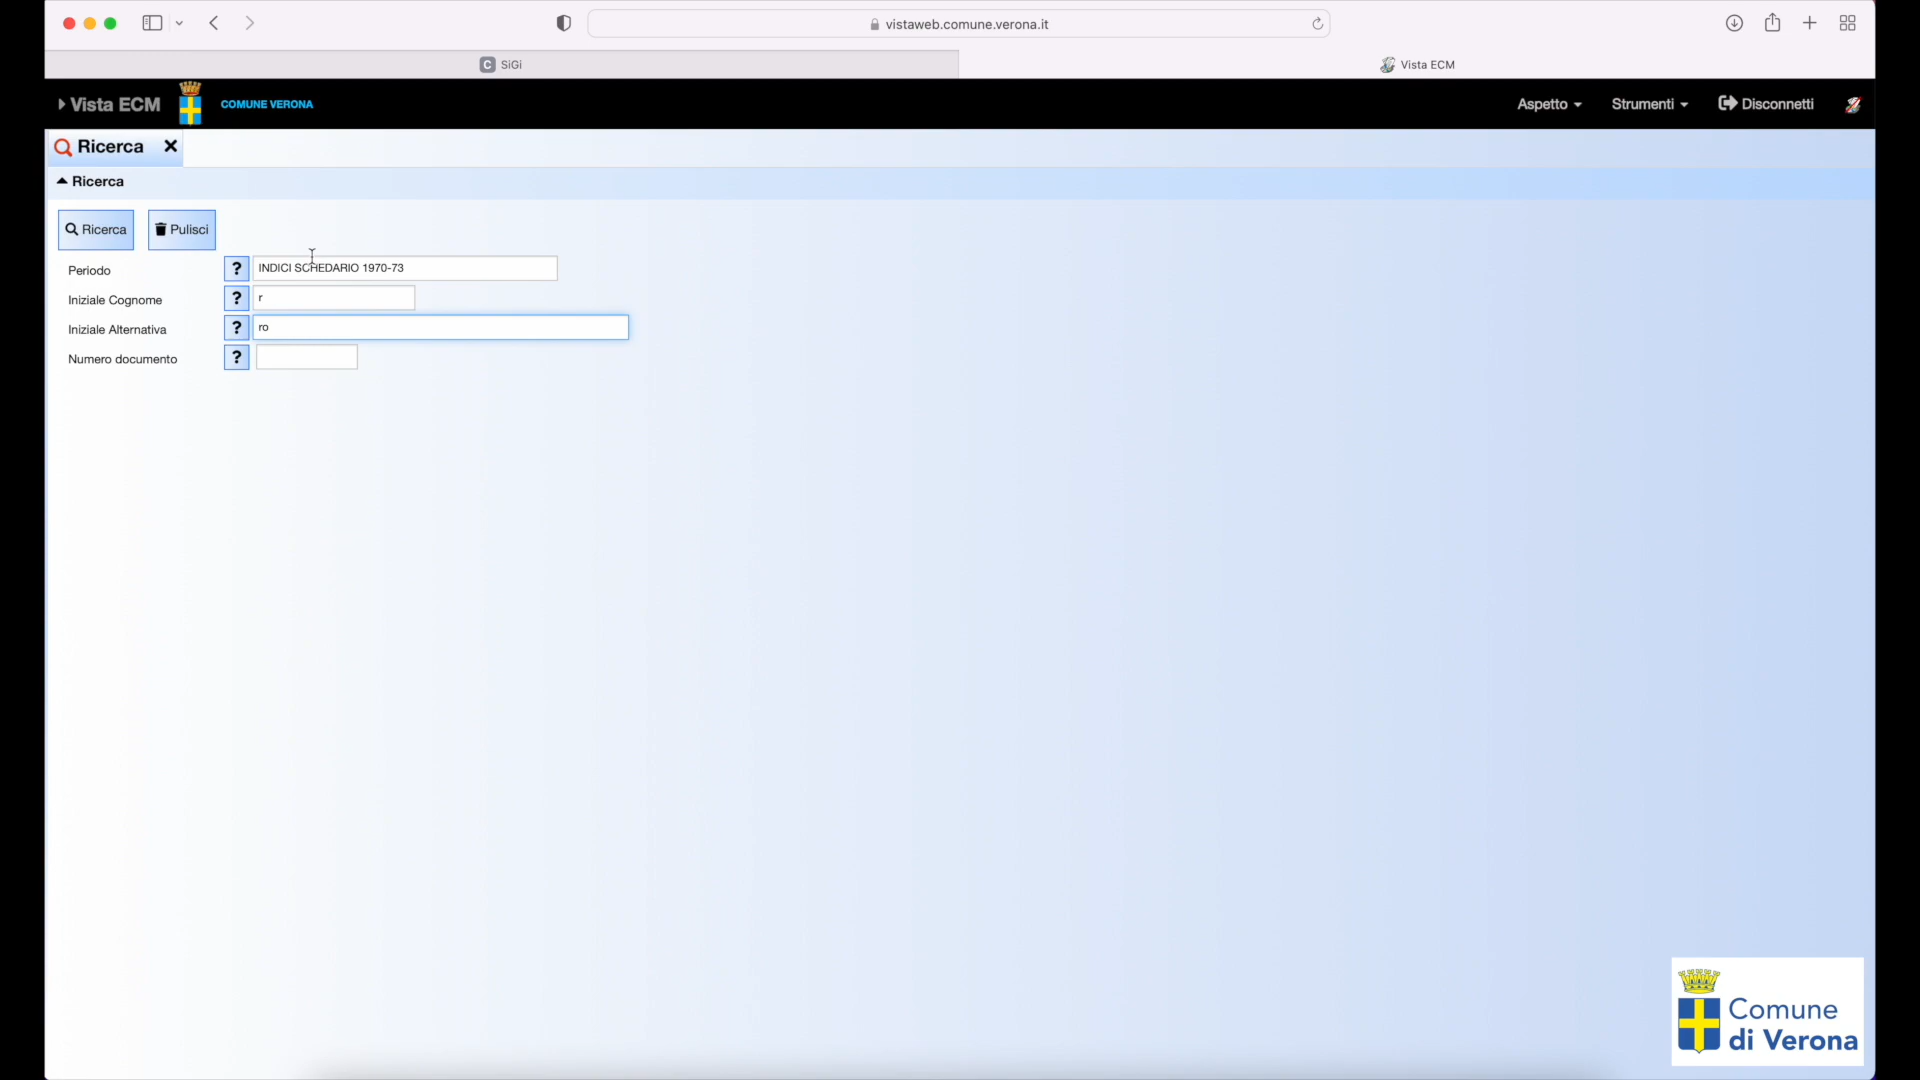 vistaweb.comune.verona.it
C SiGi
Vista ECM
Vista ECM
COMUNE VERONA
Aspetto
Strumenti
Disconnetti
Ricerca
Ricerca
Ricerca
Pulisci
Periodo
? INDICI SCHEDARIO 1970-73
Iniziale Cognome
? r
Iniziale Alternativa
? ro
Numero documento
?
Comune
di Verona